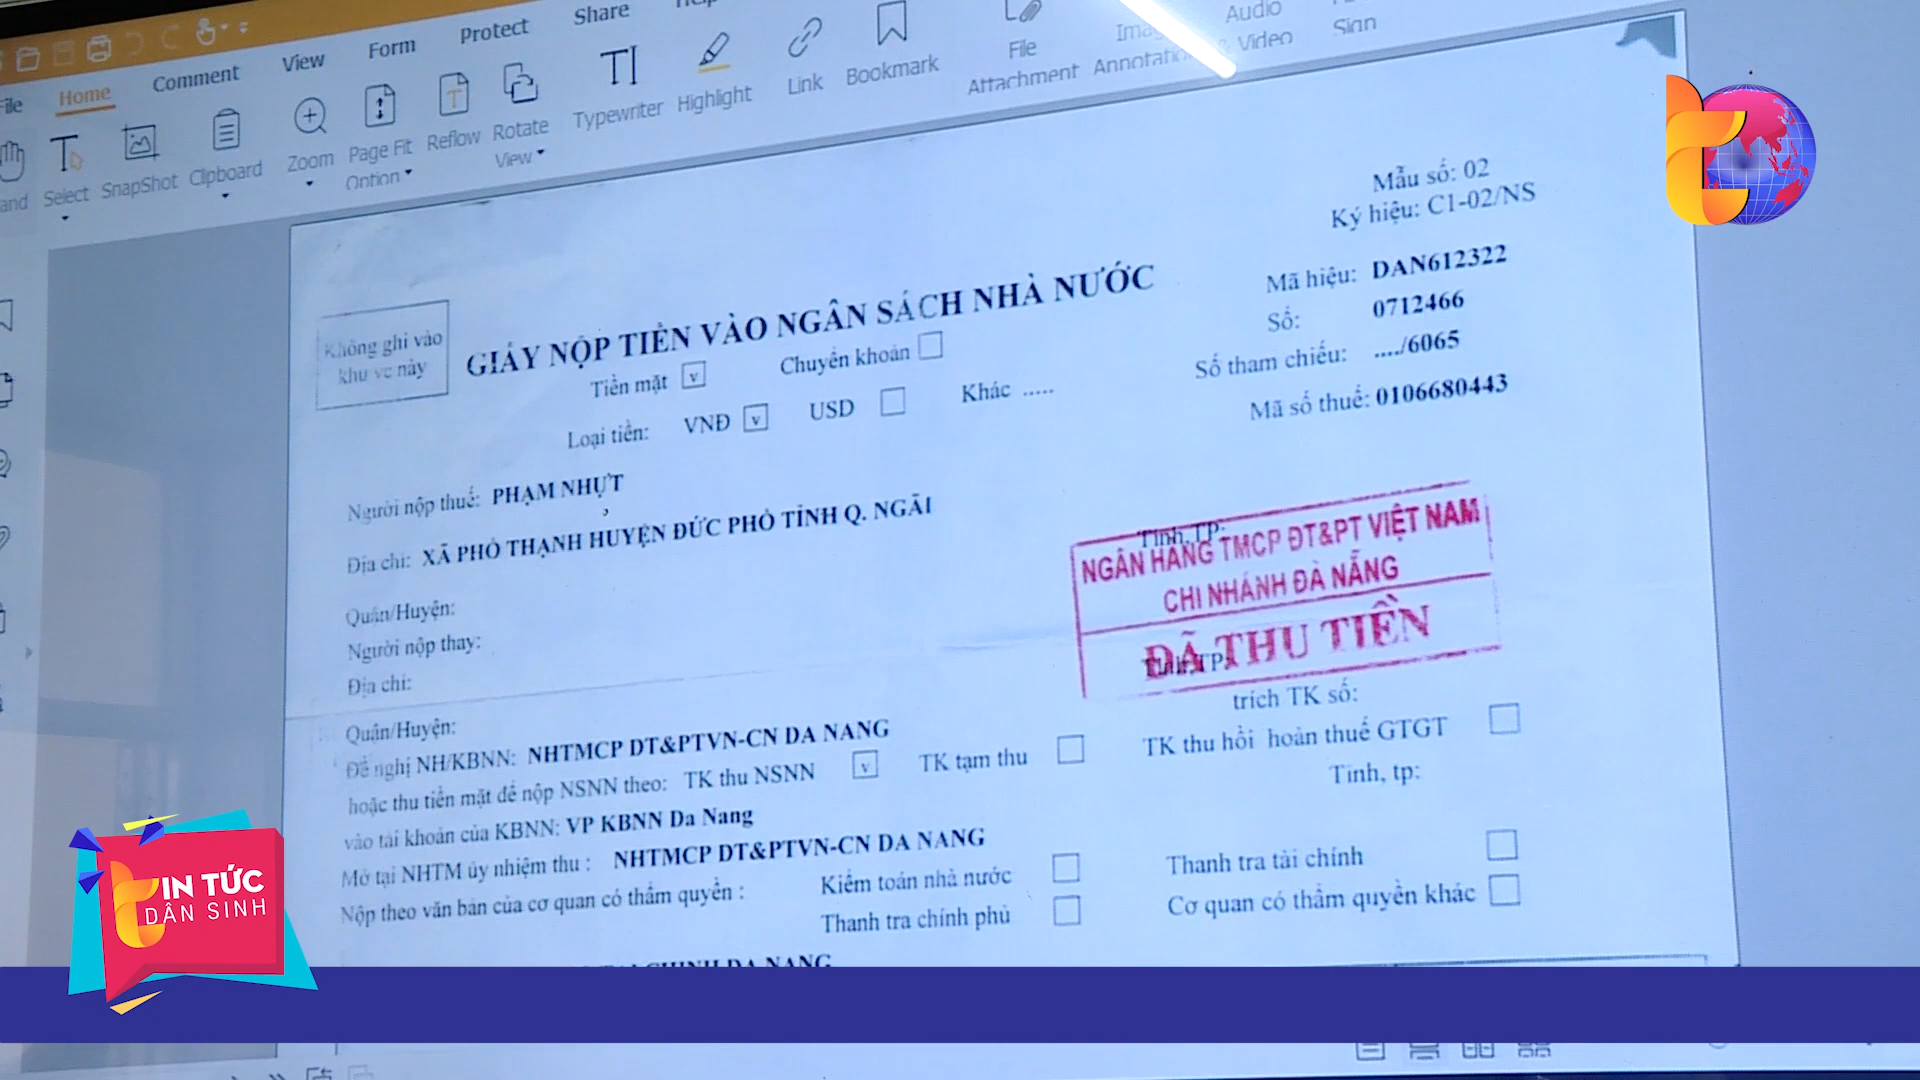 Share
Protect
Form
View
Comment
Home
File
Audio
& Video
File
Attachment
Bookmark
Link
Highlight
Typewriter
Rotate
View
Reflow
Page Fit
Option
Zoom
Clipboard
SnapShot
Select
Mẫu số: 02
Ký hiệu: C1-02/NS
Không ghi vào
khu vực này
GIẤY NỘP TIỀN VÀO NGÂN SÁCH NHÀ NƯỚC
Mã hiệu: DAN612322
Số: 0712466
Số tham chiếu: ..../6065
Mã số thuế: 0106680443
Tiền mặt v Chuyển khoản
Loại tiền: VNĐ v USD Khác .....
Người nộp thuế: PHẠM NHỰT
Địa chỉ: XÃ PHỔ THẠNH HUYỆN ĐỨC PHỔ TỈNH Q. NGÃI
Quận/Huyện: Tỉnh,TP:
NGÂN HÀNG TMCP ĐT&PT VIỆT NAM
CHI NHÁNH ĐÀ NẴNG
ĐÃ THU TIỀN
Người nộp thay:
Địa chỉ:
Quận/Huyện: Tỉnh,TP:
Đề nghị NH/KBNN: NHTMCP DT&PTVN-CN DA NANG trích TK số:
hoặc thu tiền mặt để nộp NSNN theo: TK thu NSNN v TK tạm thu TK thu hồi hoàn thuế GTGT
vào tài khoản của KBNN: VP KBNN Da Nang Tỉnh, tp:
Mở tại NHTM ủy nhiệm thu : NHTMCP DT&PTVN-CN DA NANG
Nộp theo văn bản của cơ quan có thẩm quyền : Kiểm toán nhà nước Thanh tra tài chính
Thanh tra chính phủ Cơ quan có thẩm quyền khác
DA NANG
TIN TỨC
DÂN SINH